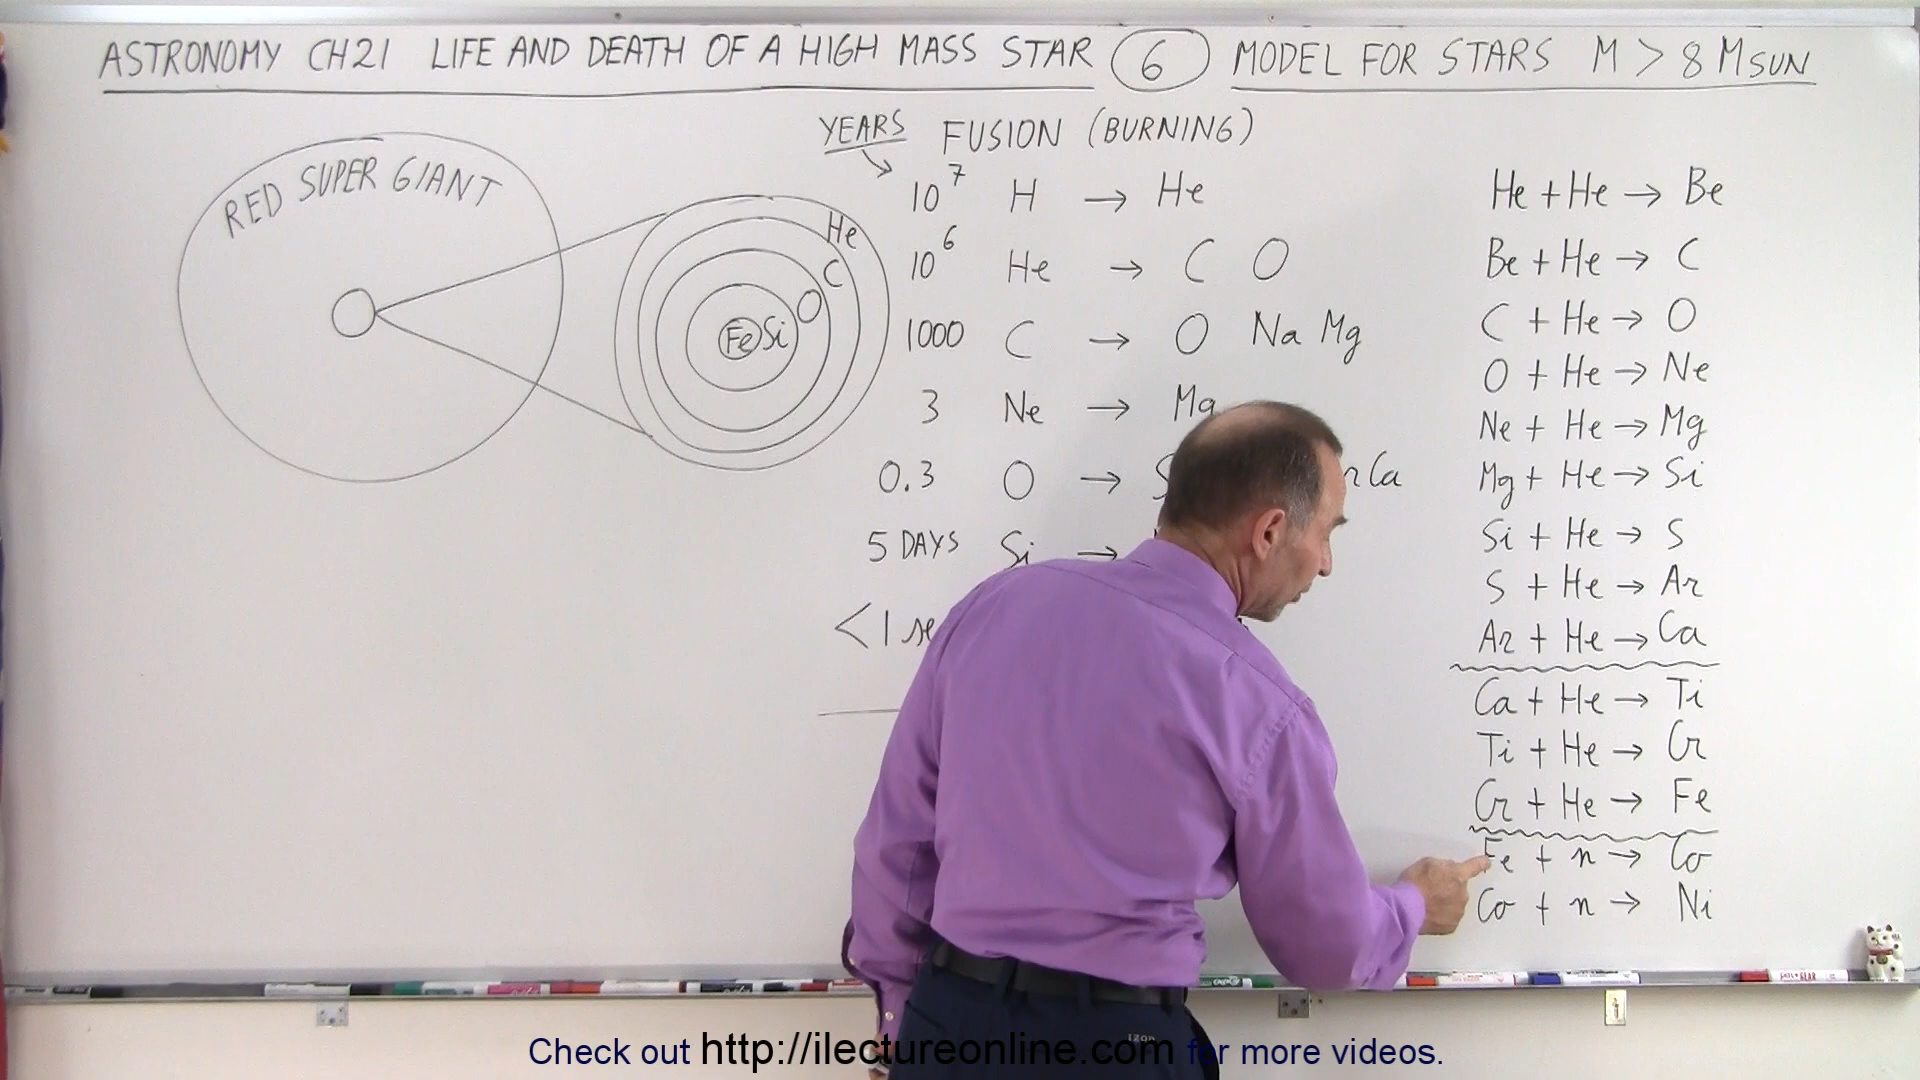 ASTRONOMY CH21 LIFE AND DEATH OF A HIGH MASS STAR 6 MODEL FOR STARS M > 8 MSUN
RED SUPER GIANT
He
C
O
Si
Fe
YEARS FUSION (BURNING)
10^7 H → He
10^6 He → C O
1000 C → O Na Mg
3 Ne → Mg
0.3 O → Ca
5 DAYS Si →
<1
He + He → Be
Be + He → C
C + He → O
O + He → Ne
Ne + He → Mg
Mg + He → Si
Si + He → S
S + He → Ar
Ar + He → Ca
Ca + He → Ti
Ti + He → Cr
Cr + He → Fe
Fe + n → Co
Co + n → Ni
IZOD
Check out http://ilectureonline.com for more videos.